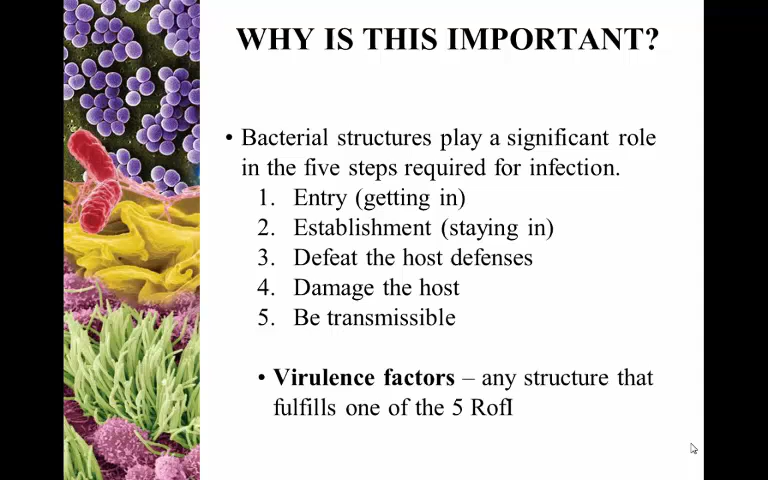 WHY IS THIS IMPORTANT?
• Bacterial structures play a significant role
in the five steps required for infection.
1. Entry (getting in)
2. Establishment (staying in)
3. Defeat the host defenses
4. Damage the host
5. Be transmissible
• Virulence factors – any structure that
fulfills one of the 5 RofI